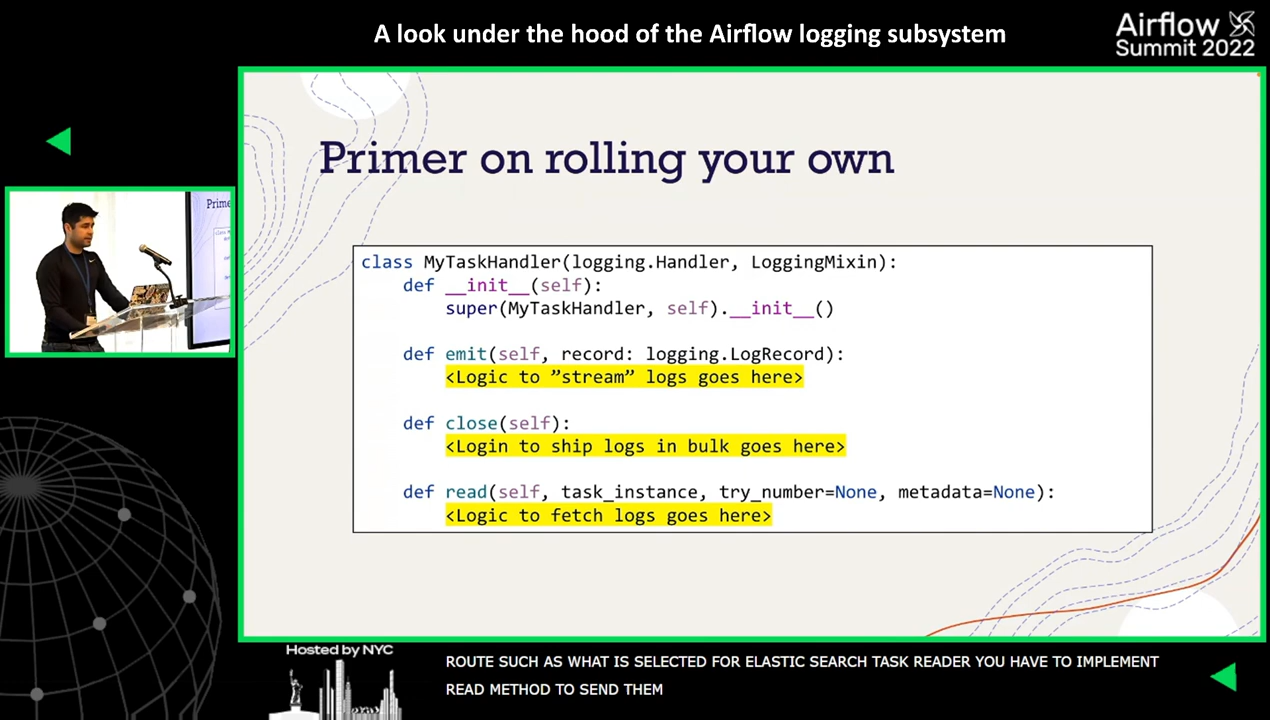 A look under the hood of the Airflow logging subsystem
Airflow
Summit 2022
Primer on rolling your own
Prime
class MyTaskHandler(logging.Handler, LoggingMixin):
def __init__(self):
super(MyTaskHandler, self).__init__()
def emit(self, record: logging.LogRecord):
<Logic to ”stream” logs goes here>
def close(self):
<Login to ship logs in bulk goes here>
def read(self, task_instance, try_number=None, metadata=None):
<Logic to fetch logs goes here>
Hosted by NYC
ROUTE SUCH AS WHAT IS SELECTED FOR ELASTIC SEARCH TASK READER YOU HAVE TO IMPLEMENT
READ METHOD TO SEND THEM